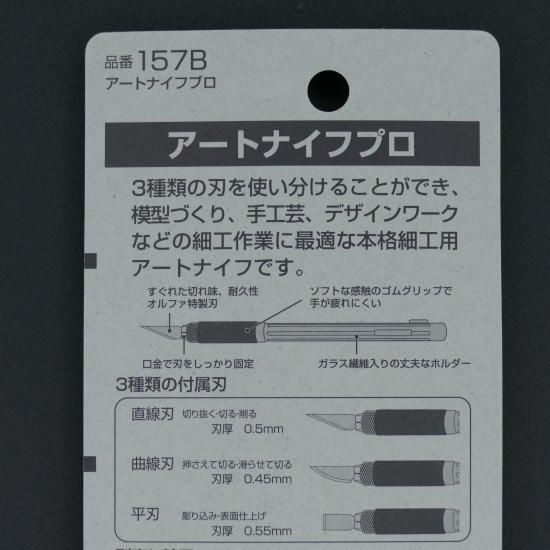 品番 157B
アートナイフプロ
アートナイフプロ
3種類の刃を使い分けることができ、
模型づくり、手工芸、デザインワーク
などの細工作業に最適な本格細工用
アートナイフです。
すぐれた切れ味、耐久性
オルファ特製刃
ソフトな感触のゴムグリップで
手が疲れにくい
口金で刃をしっかり固定
ガラス繊維入りの丈夫なホルダー
3種類の付属刃
直線刃 切り抜く・切る・削る
刃厚 0.5mm
曲線刃 押さえて切る・滑らせて切る
刃厚 0.45mm
平刃 彫り込み・表面仕上げ
刃厚 0.55mm